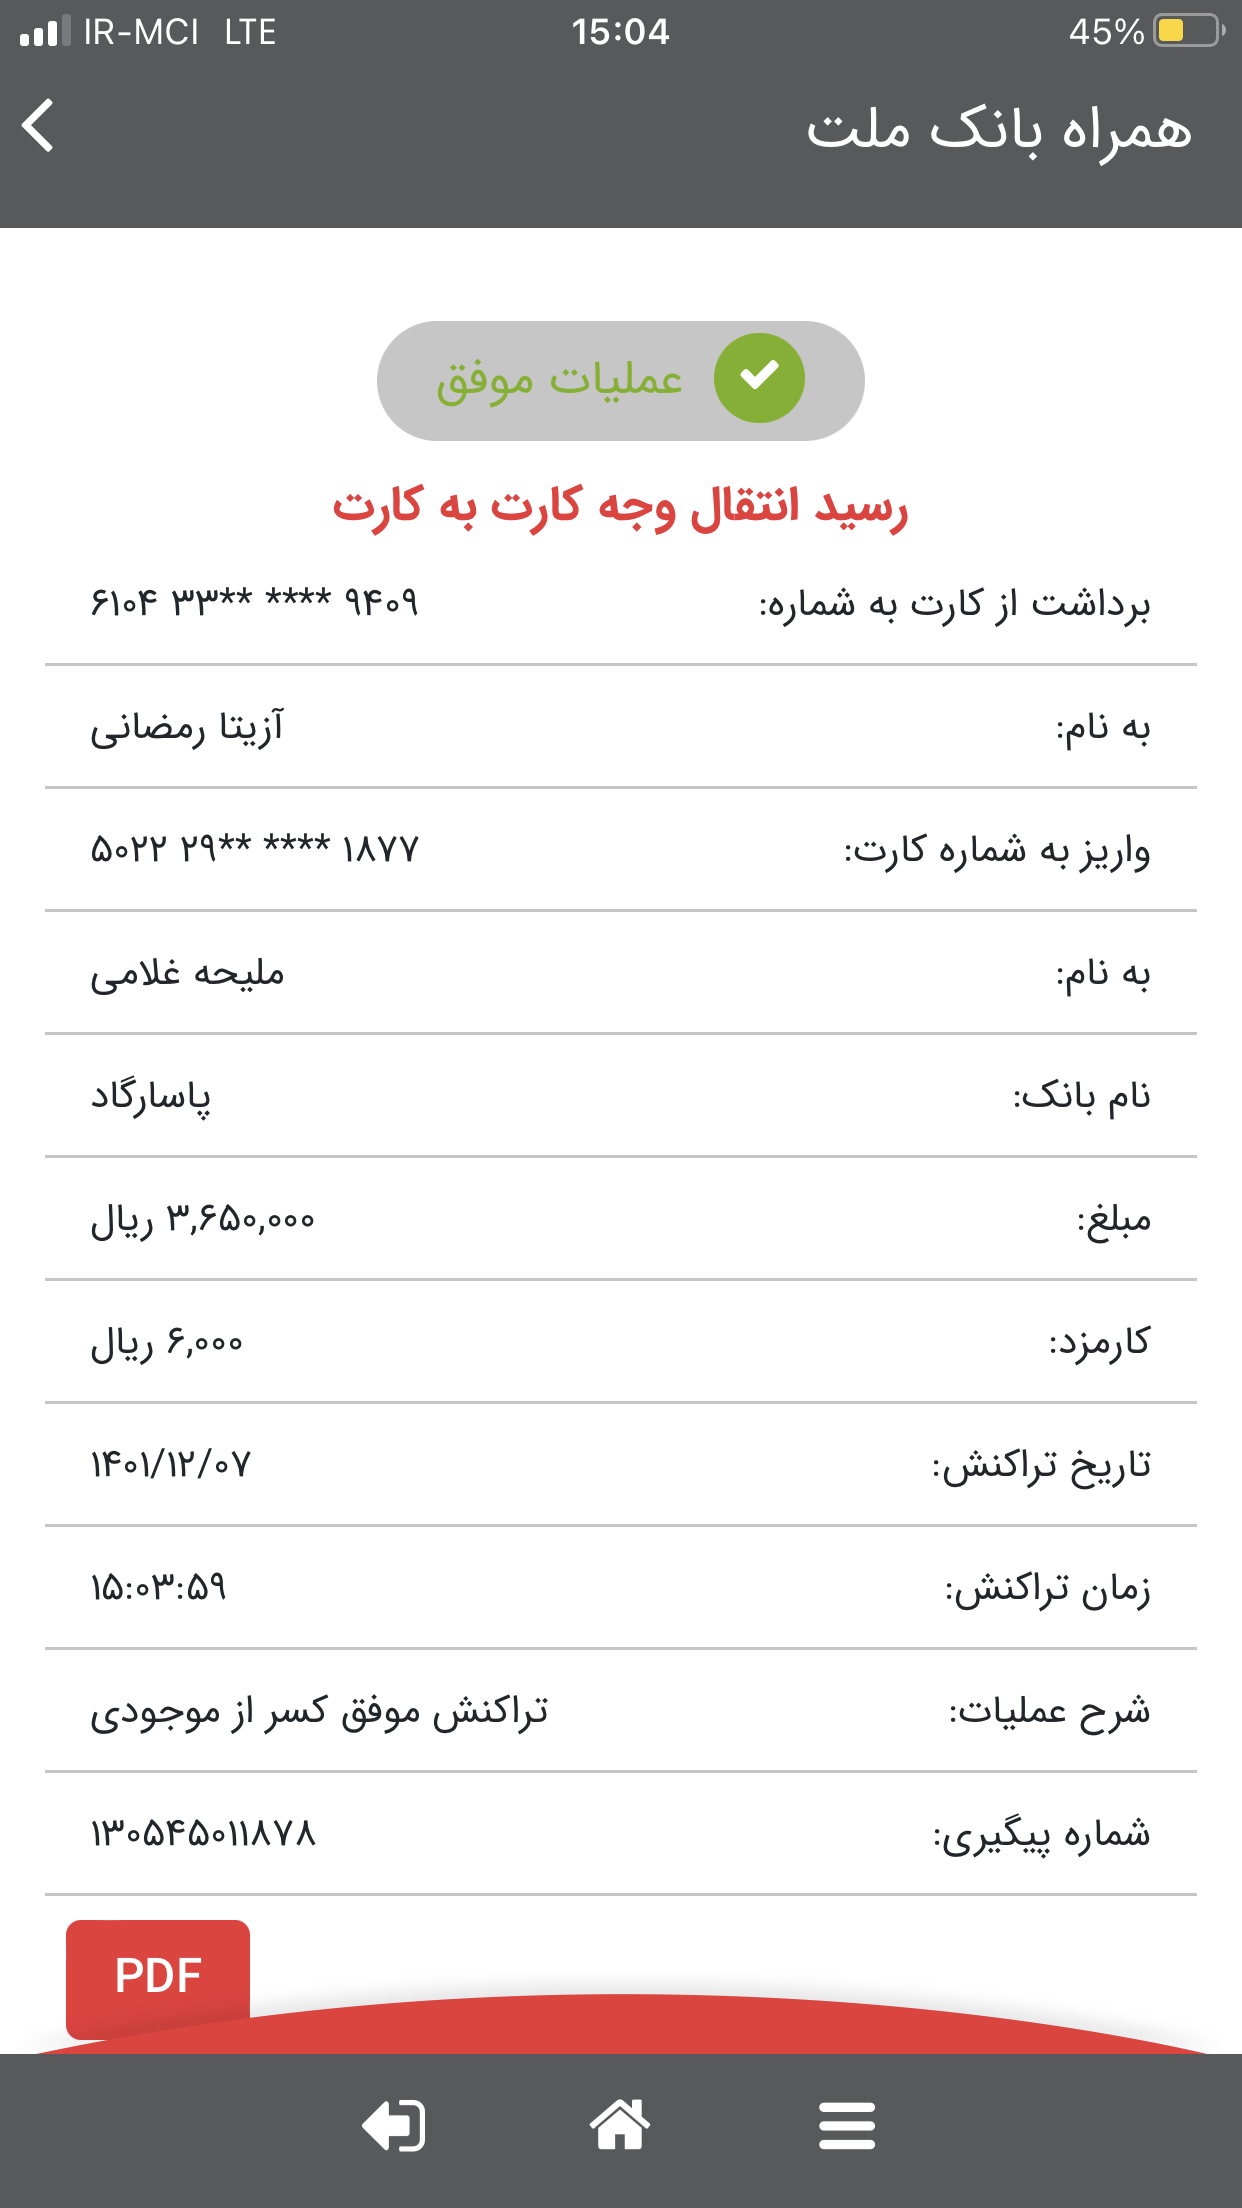 IR-MCI LTE 15:04 45%
همراه بانک ملت
عملیات موفق
رسید انتقال وجه کارت به کارت
برداشت از کارت به شماره: ۶۱۰۴ ۳۳** **** ۹۴۰۹
به نام: آزیتا رمضانی
واریز به شماره کارت: ۵۰۲۲ ۲۹** **** ۱۸۷۷
به نام: ملیحه غلامی
نام بانک: پاسارگاد
مبلغ: ۳,۶۵۰,۰۰۰ ریال
کارمزد: ۶,۰۰۰ ریال
تاریخ تراکنش: ۱۴۰۱/۱۲/۰۷
زمان تراکنش: ۱۵:۰۳:۵۹
شرح عملیات: تراکنش موفق کسر از موجودی
شماره پیگیری: ۱۳۰۵۴۵۰۱۱۸۷۸
PDF